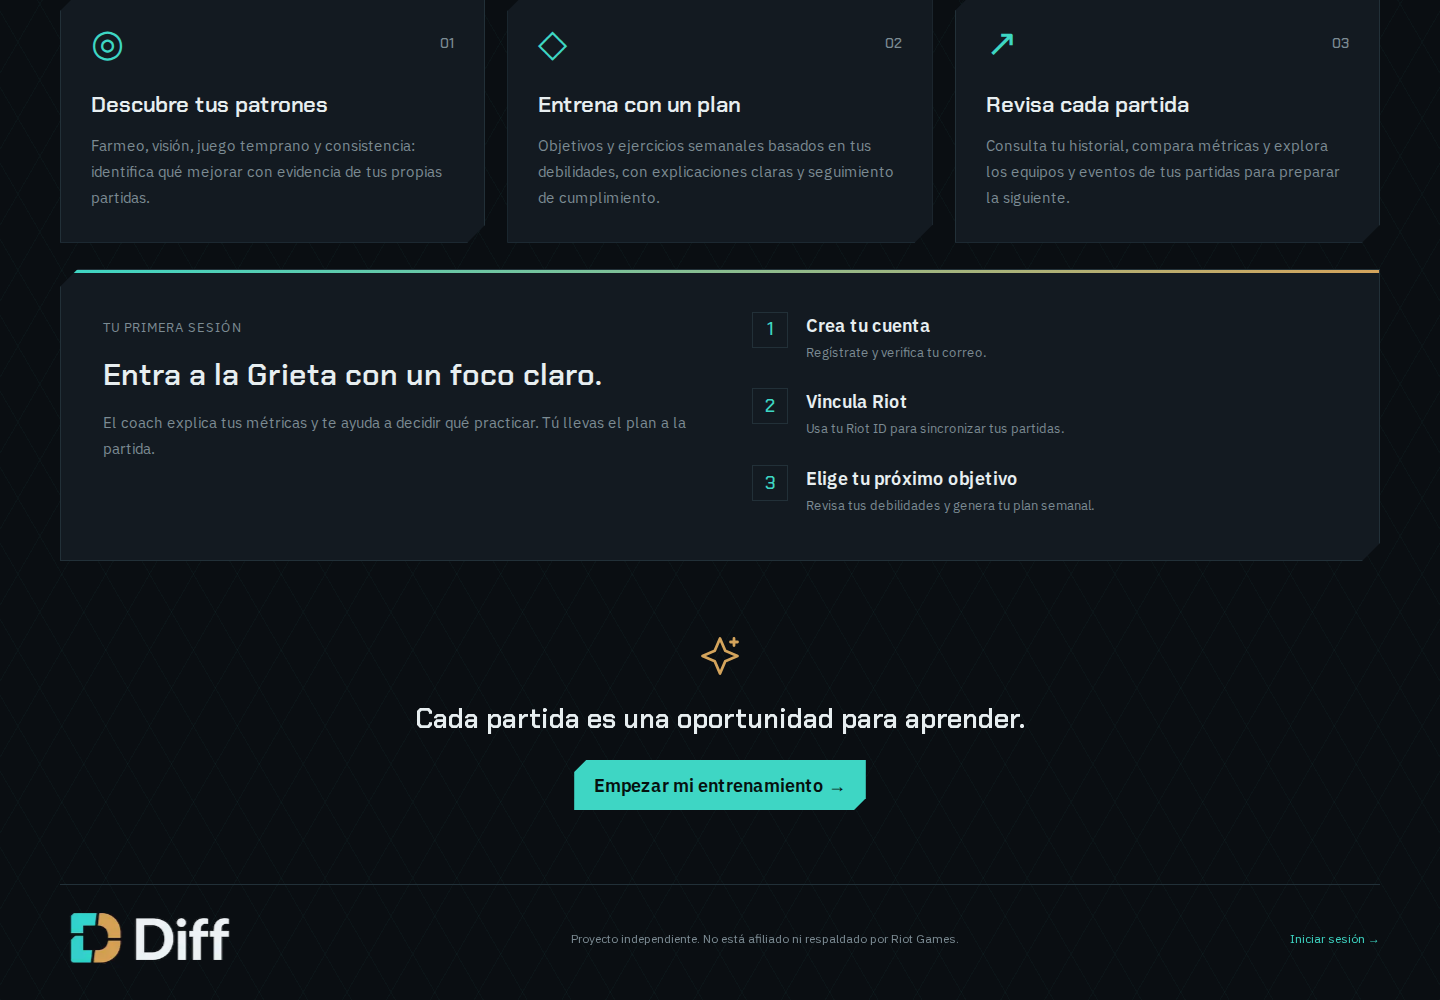 01
Descubre tus patrones
Farmeo, visión, juego temprano y consistencia:
identifica qué mejorar con evidencia de tus propias
partidas.
02
Entrena con un plan
Objetivos y ejercicios semanales basados en tus
debilidades, con explicaciones claras y seguimiento
de cumplimiento.
03
Revisa cada partida
Consulta tu historial, compara métricas y explora
los equipos y eventos de tus partidas para preparar
la siguiente.
TU PRIMERA SESIÓN
Entra a la Grieta con un foco claro.
El coach explica tus métricas y te ayuda a decidir qué practicar. Tú llevas el plan a la
partida.
1
Crea tu cuenta
Regístrate y verifica tu correo.
2
Vincula Riot
Usa tu Riot ID para sincronizar tus partidas.
3
Elige tu próximo objetivo
Revisa tus debilidades y genera tu plan semanal.
Cada partida es una oportunidad para aprender.
Empezar mi entrenamiento →
Diff
Proyecto independiente. No está afiliado ni respaldado por Riot Games.
Iniciar sesión →